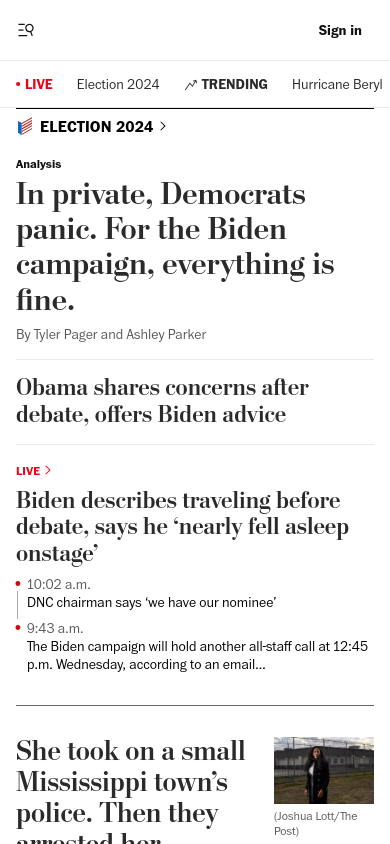 Sign in
LIVE Election 2024 TRENDING Hurricane Beryl
ELECTION 2024
Analysis
In private, Democrats
panic. For the Biden
campaign, everything is
fine.
By Tyler Pager and Ashley Parker
Obama shares concerns after
debate, offers Biden advice
LIVE
Biden describes traveling before
debate, says he ‘nearly fell asleep
onstage’
10:02 a.m.
DNC chairman says ‘we have our nominee’
9:43 a.m.
The Biden campaign will hold another all-staff call at 12:45
p.m. Wednesday, according to an email...
She took on a small
Mississippi town’s
police. Then they
arrested her
(Joshua Lott/The
Post)